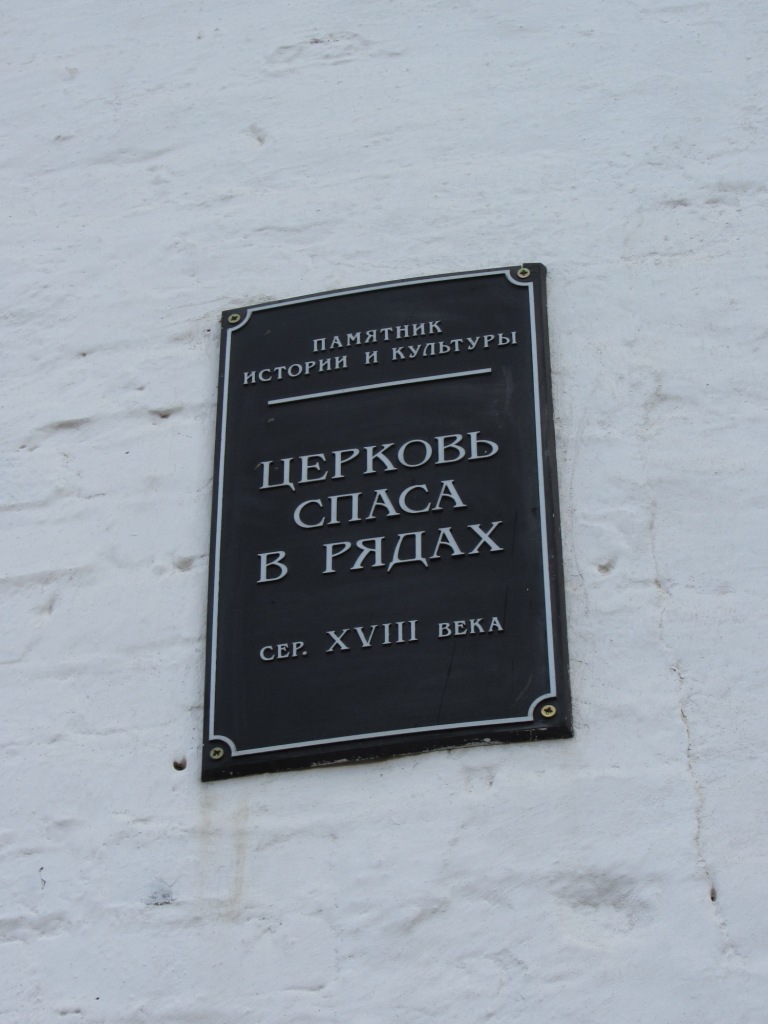 ПАМЯТНИК
ИСТОРИИ И КУЛЬТУРЫ
ЦЕРКОВЬ
СПАСА
В РЯДАХ
СЕР. XVIII ВЕКА